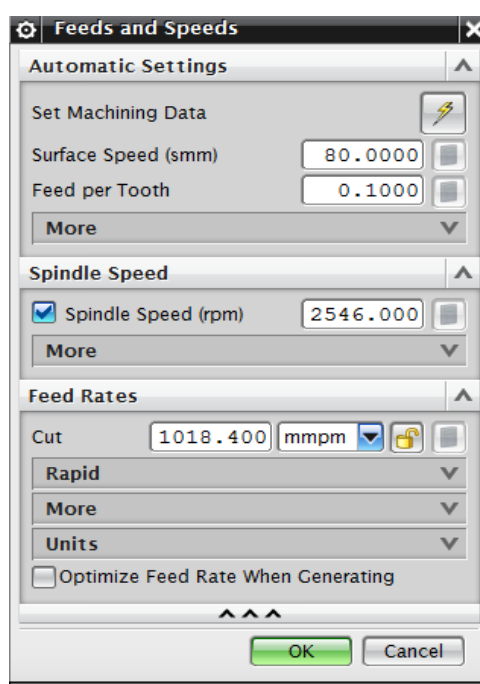 Feeds and Speeds
Automatic Settings
Set Machining Data
Surface Speed (smm) 80.0000
Feed per Tooth 0.1000
More
Spindle Speed
Spindle Speed (rpm) 2546.000
More
Feed Rates
Cut 1018.400 mmpm
Rapid
More
Units
Optimize Feed Rate When Generating
OK Cancel